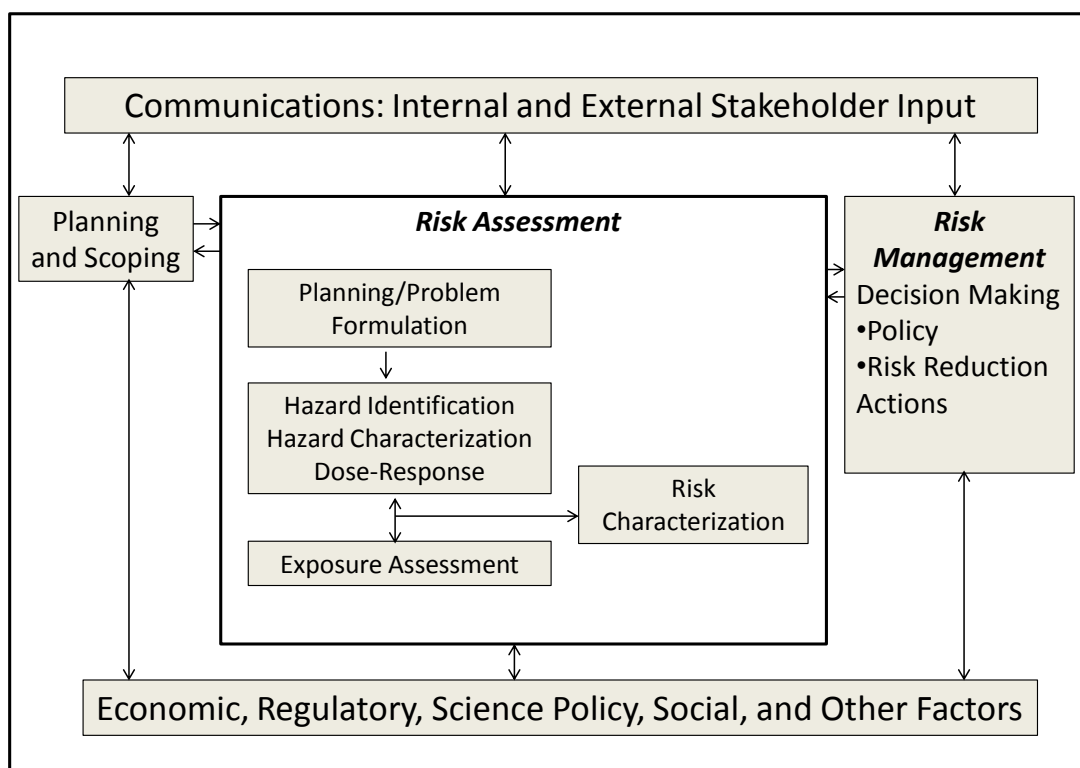 Communications: Internal and External Stakeholder Input
Planning
and Scoping
Risk Assessment
Planning/Problem
Formulation
Hazard Identification
Hazard Characterization
Dose-Response
Exposure Assessment
Risk
Characterization
Risk
Management
Decision Making
•Policy
•Risk Reduction
Actions
Economic, Regulatory, Science Policy, Social, and Other Factors